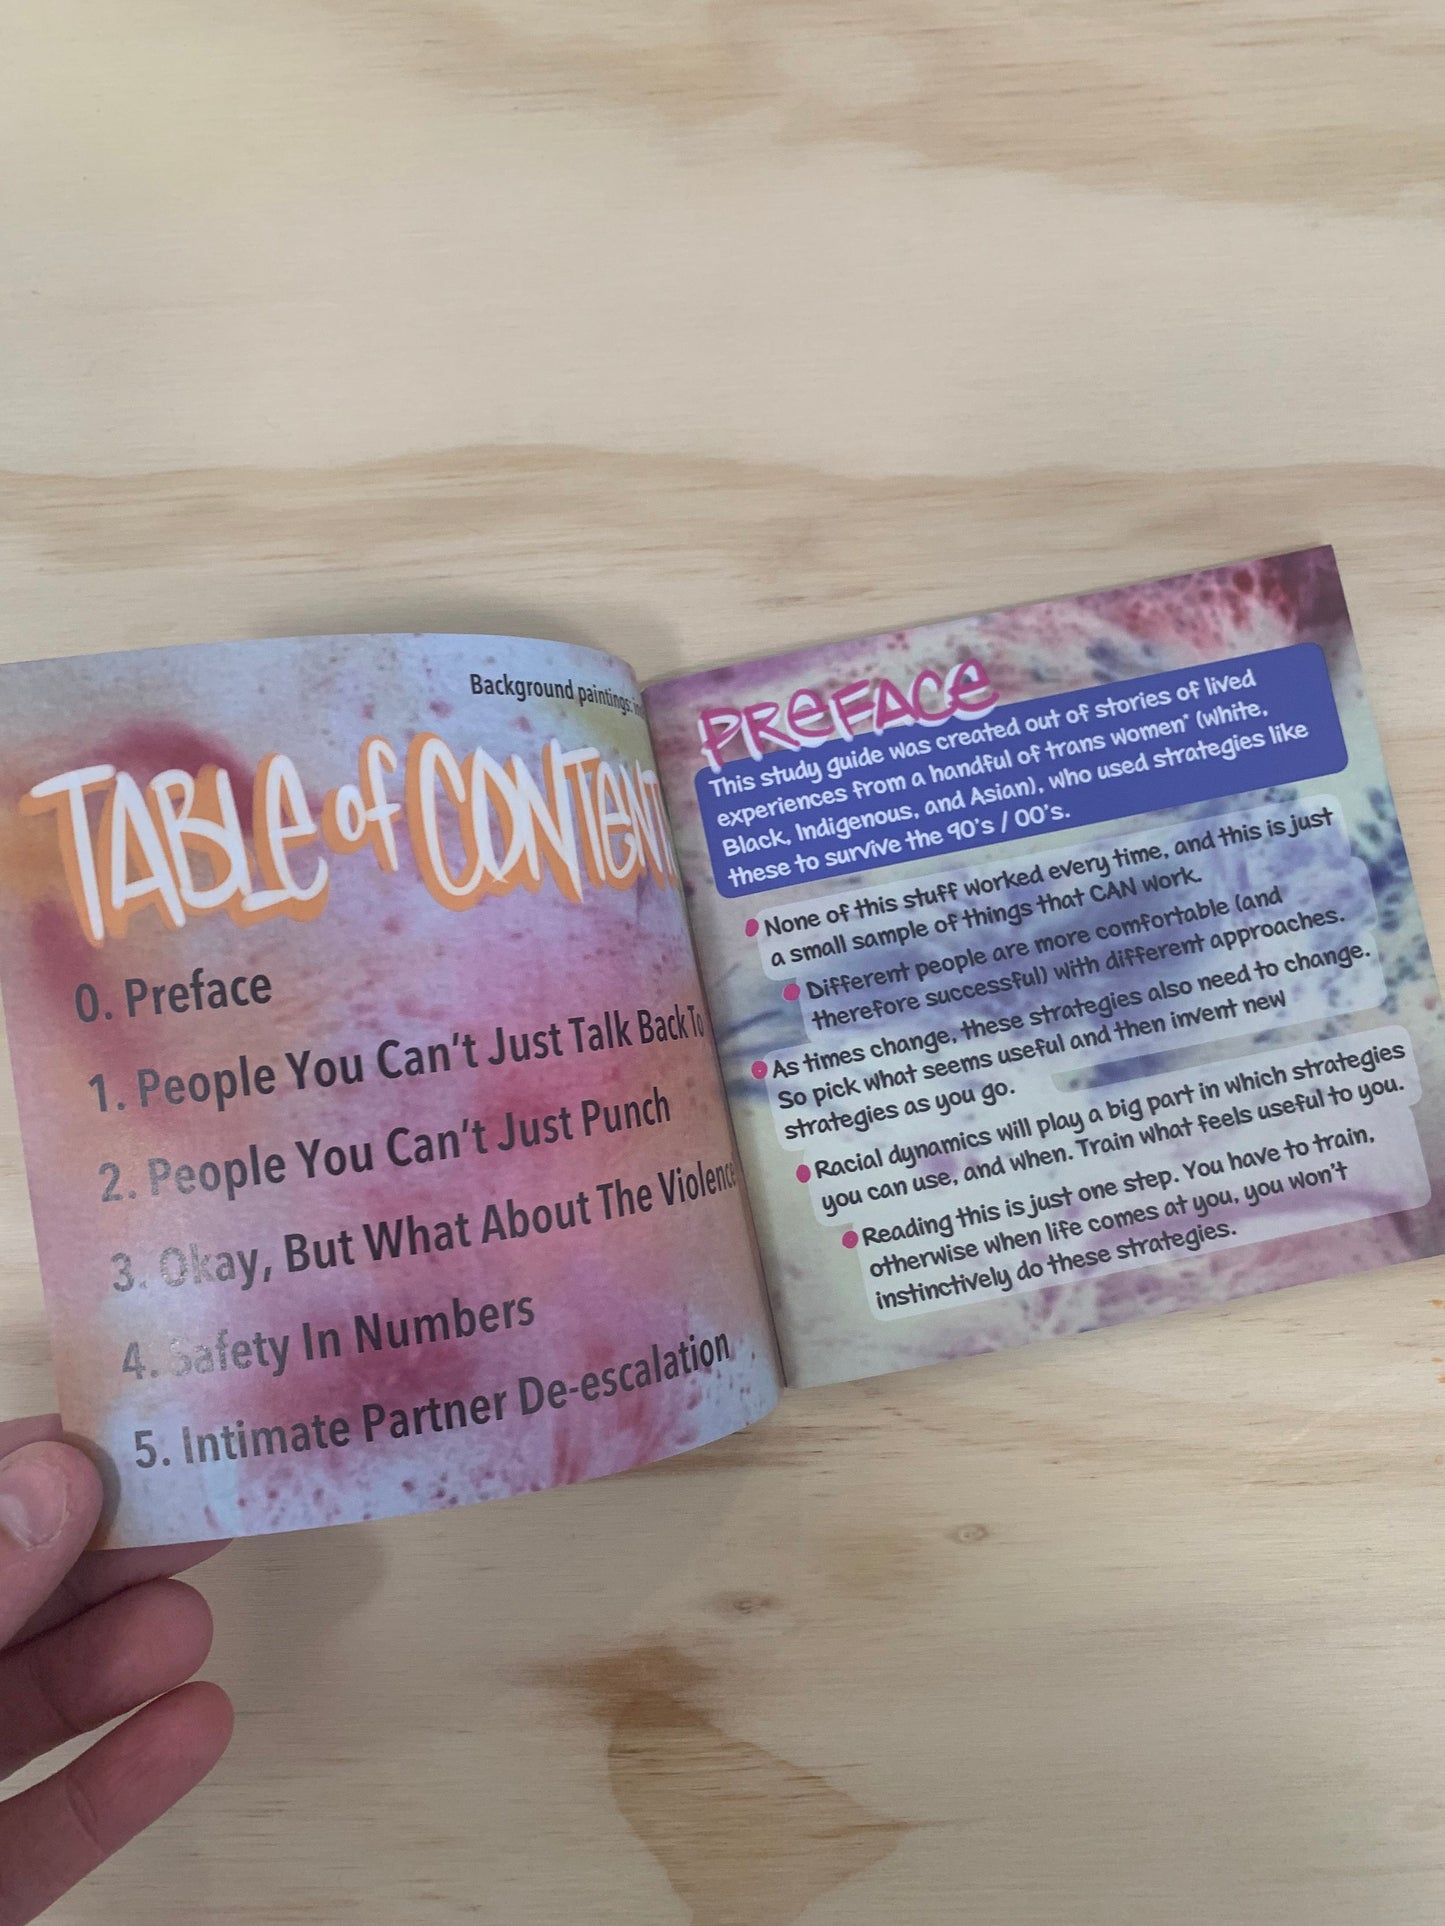 Background paintings:
TABLE of CONTENT
0. Preface
1. People You Can't Just Talk Back To
2. People You Can't Just Punch
3. Okay, But What About The Violence
4. Safety In Numbers
5. Intimate Partner De-escalation
PREFACE
This study guide was created out of stories of lived
experiences from a handful of trans women* (white,
Black, Indigenous, and Asian), who used strategies like
these to survive the 90's / 00's.
None of this stuff worked every time, and this is just
a small sample of things that CAN work.
Different people are more comfortable (and
therefore successful) with different approaches.
As times change, these strategies also need to change.
So pick what seems useful and then invent new
strategies as you go.
Racial dynamics will play a big part in which strategies
you can use, and when. Train what feels useful to you.
Reading this is just one step. You have to train,
otherwise when life comes at you, you won't
instinctively do these strategies.